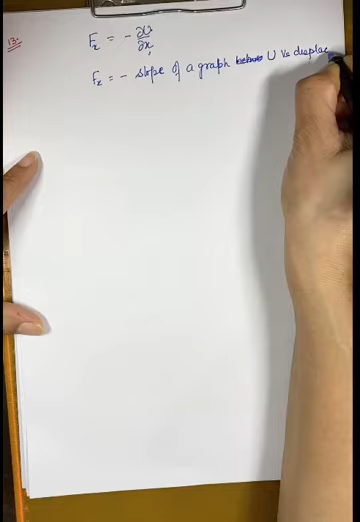 13.
Fx = - ∂U/∂x,
Fx = - slope of a graph U Vs displac